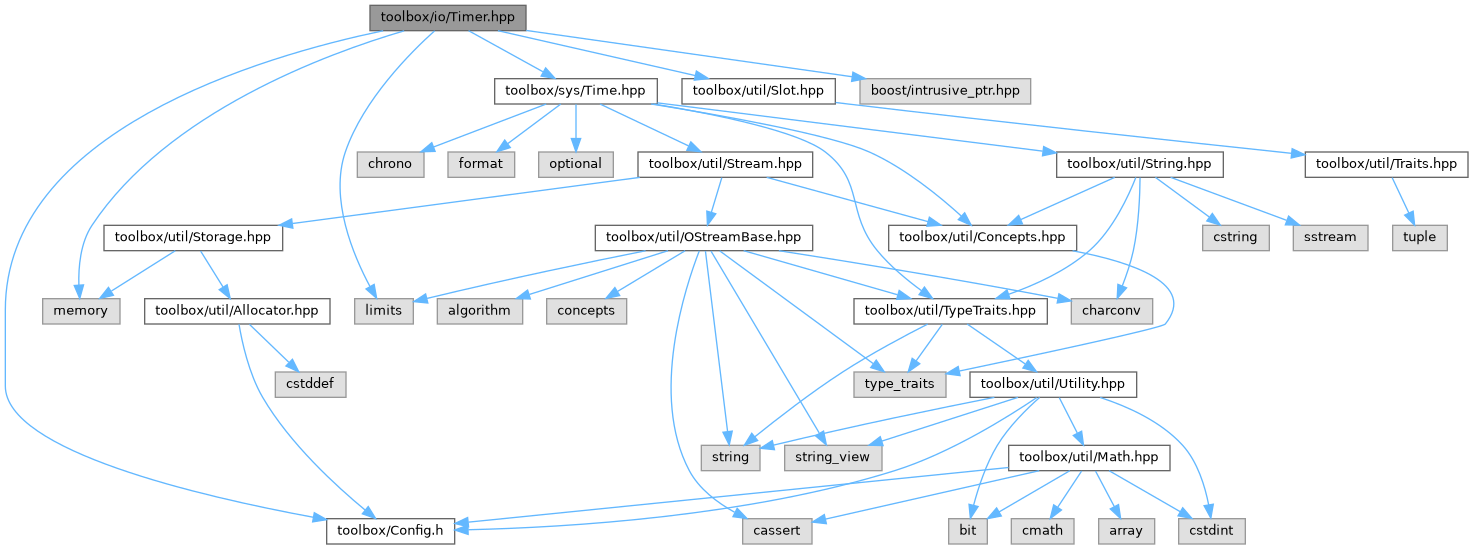 toolbox/io/Timer.hpp
toolbox/sys/Time.hpp
toolbox/util/Slot.hpp
boost/intrusive_ptr.hpp
chrono
format
optional
toolbox/util/Stream.hpp
toolbox/util/String.hpp
toolbox/util/Traits.hpp
toolbox/util/Storage.hpp
toolbox/util/OStreamBase.hpp
toolbox/util/Concepts.hpp
cstring
sstream
tuple
memory
toolbox/util/Allocator.hpp
limits
algorithm
concepts
toolbox/util/TypeTraits.hpp
charconv
cstddef
type_traits
toolbox/util/Utility.hpp
string
string_view
toolbox/util/Math.hpp
toolbox/Config.h
cassert
bit
cmath
array
cstdint